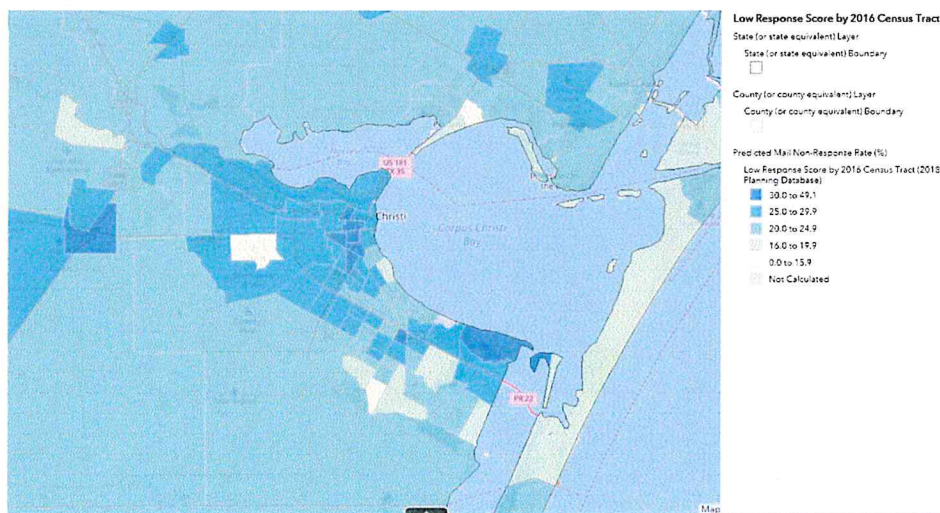 Low Response Score by 2016 Census Tract
State (or state equivalent) Layer
State (or state equivalent) Boundary
County (or county equivalent) Layer
County (or county equivalent) Boundary
Predicted Mail Non-Response Rate (%)
Low Response Score by 2016 Census Tract (2018
Planning Database)
30.0 to 49.1
25.0 to 29.9
20.0 to 24.9
16.0 to 19.9
0.0 to 15.9
Not Calculated
US 181
TX 35
Christi
Corpus Christi
Bay
the
PR 22
Map